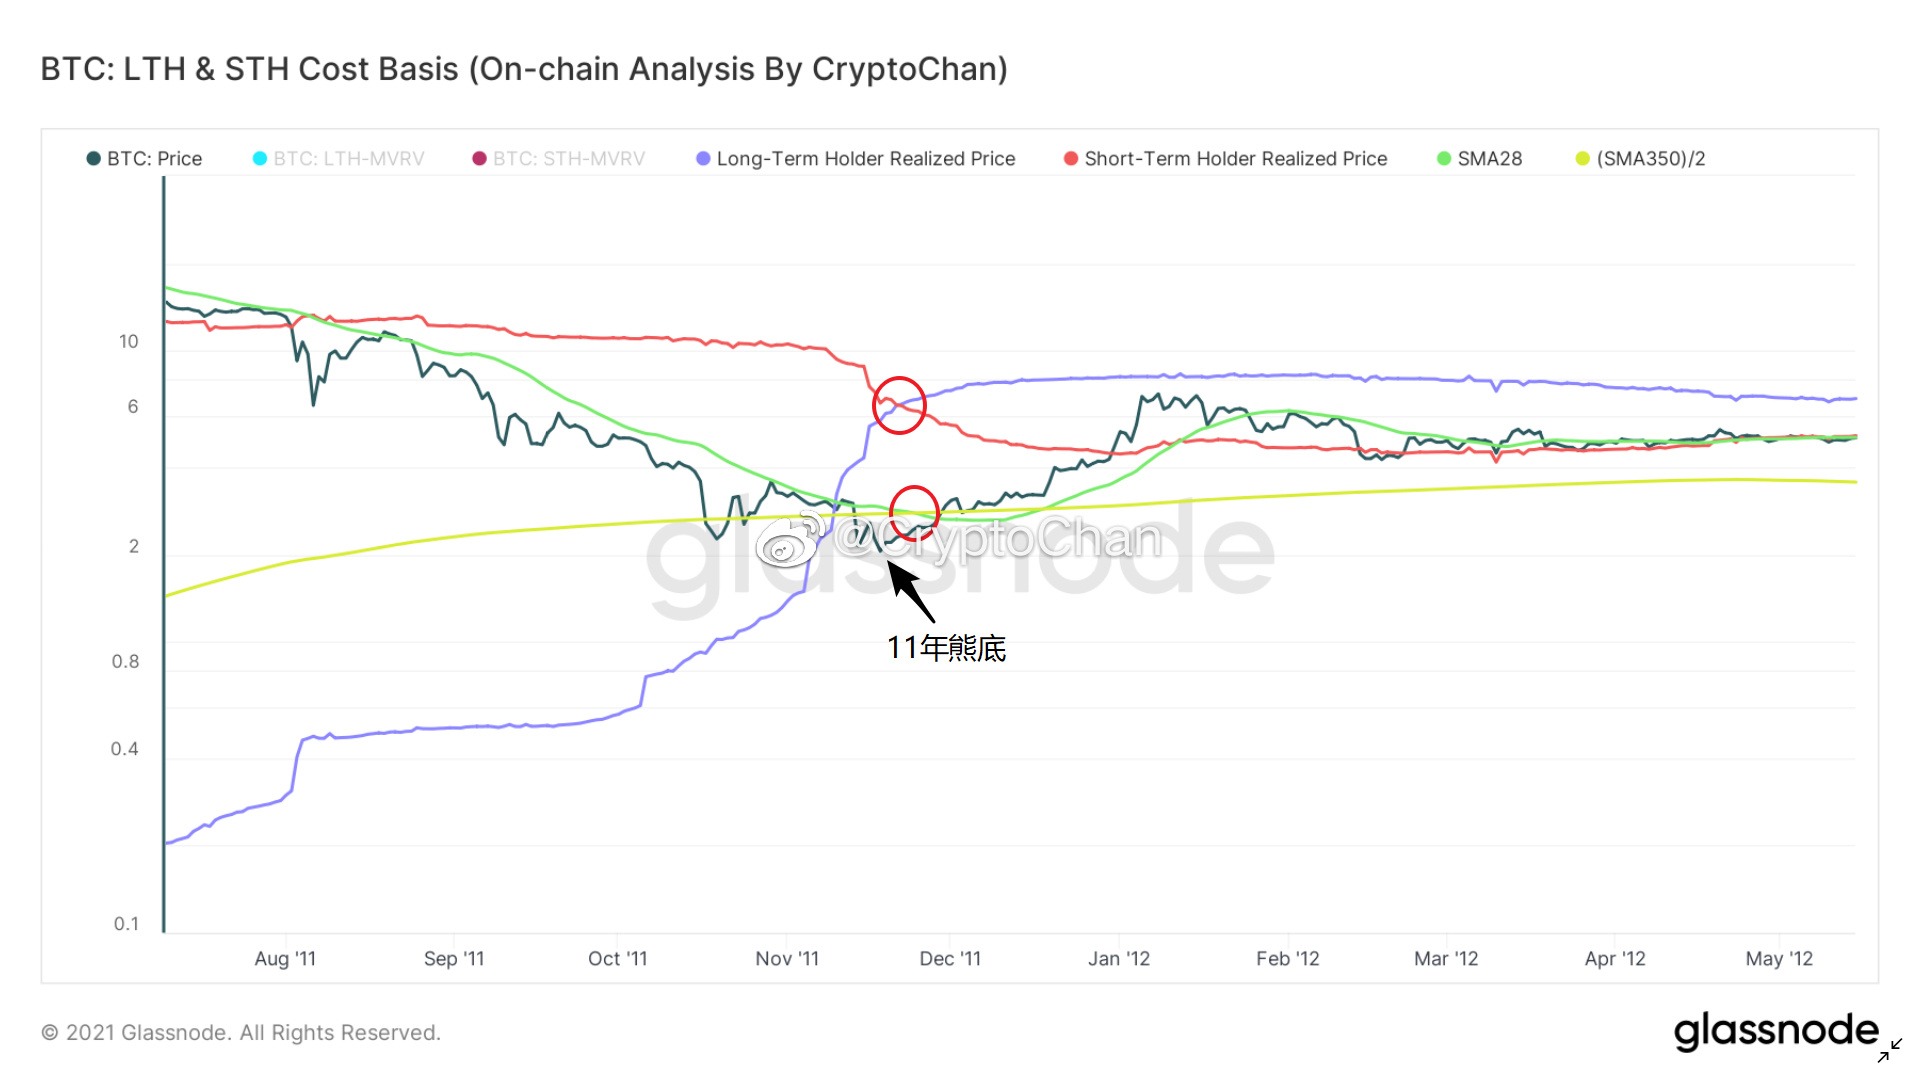 BTC: LTH & STH Cost Basis (On-chain Analysis By CryptoChan)
BTC: Price BTC: LTH-MVRV BTC: STH-MVRV Long-Term Holder Realized Price Short-Term Holder Realized Price SMA28 (SMA350)/2
10
6
2
0.8
0.4
0.1
glassnode
@CryptoChan
11年熊底
Aug '11 Sep '11 Oct '11 Nov '11 Dec '11 Jan '12 Feb '12 Mar '12 Apr '12 May '12
© 2021 Glassnode. All Rights Reserved.
glassnode